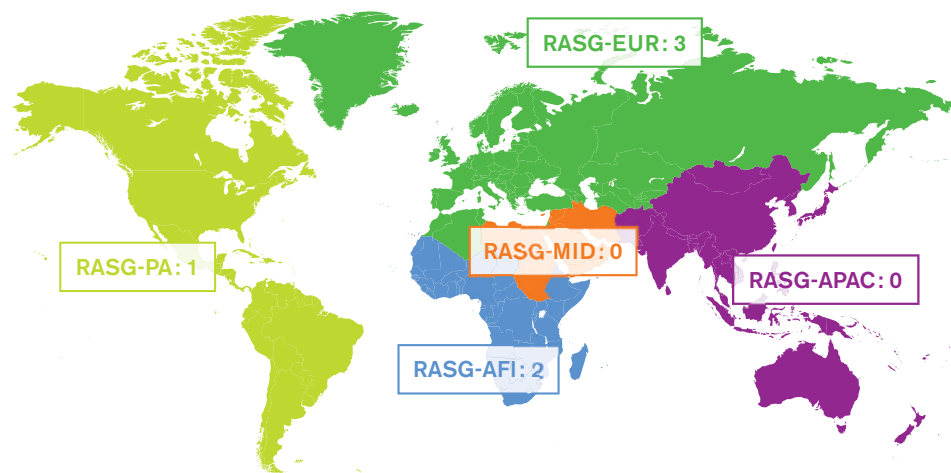 RASG-EUR: 3
RASG-MID: 0
RASG-PA: 1
RASG-APAC: 0
RASG-AFI: 2